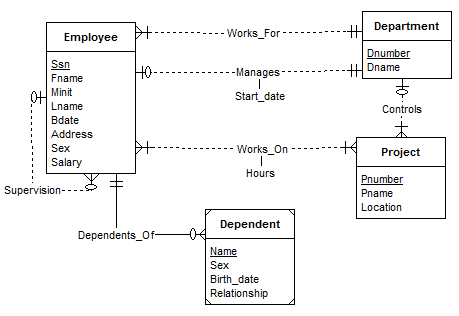 Employee
Ssn
Fname
Minit
Lname
Bdate
Address
Sex
Salary
Works_For
Manages
Start_date
Department
Dnumber
Dname
Controls
Works_On
Hours
Project
Pnumber
Pname
Location
Supervision
Dependents_Of
Dependent
Name
Sex
Birth_date
Relationship